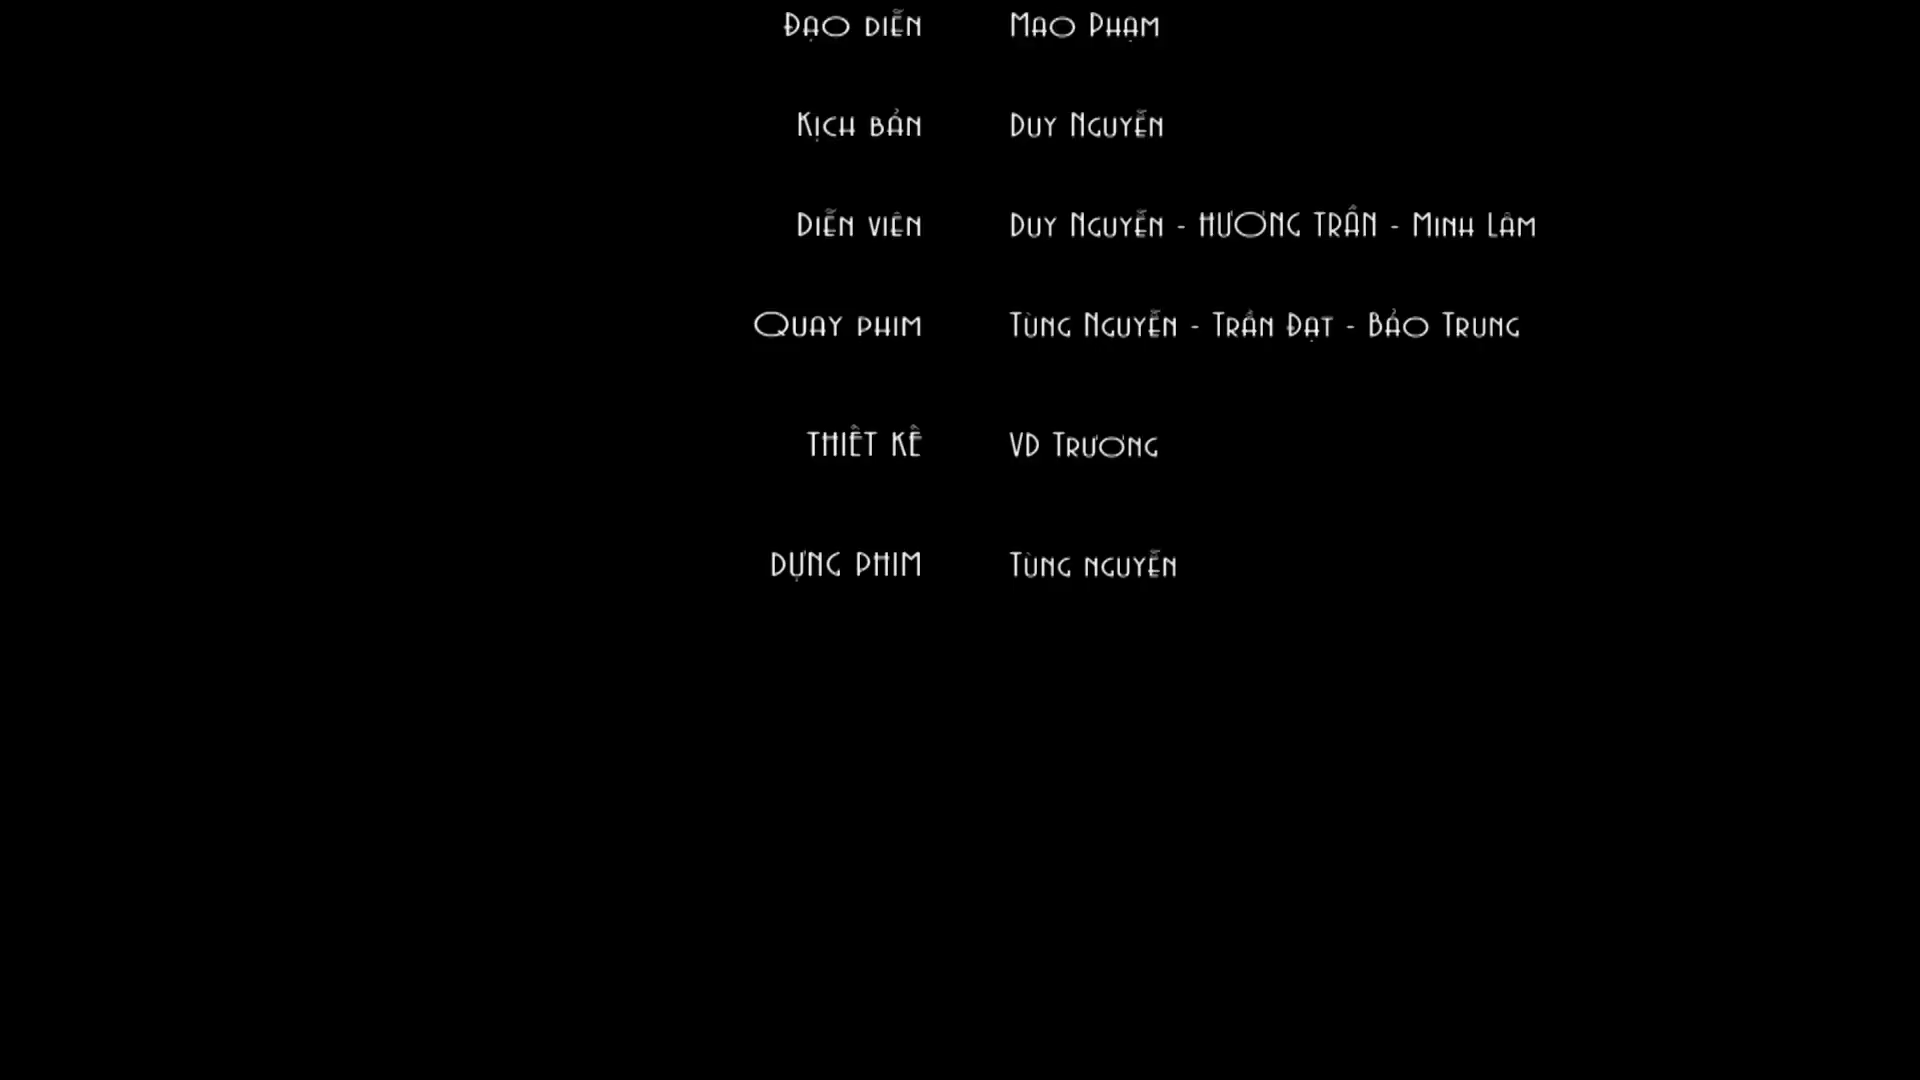 Đạo diễn Mao Phạm
Kịch bản Duy Nguyễn
Diễn viên Duy Nguyễn - HƯƠNG TRẦN - Minh Lâm
Quay phim Tùng Nguyễn - Trần Đạt - Bảo Trung
THIẾT KẾ VD Trương
DỰNG PHIM Tùng nguyễn